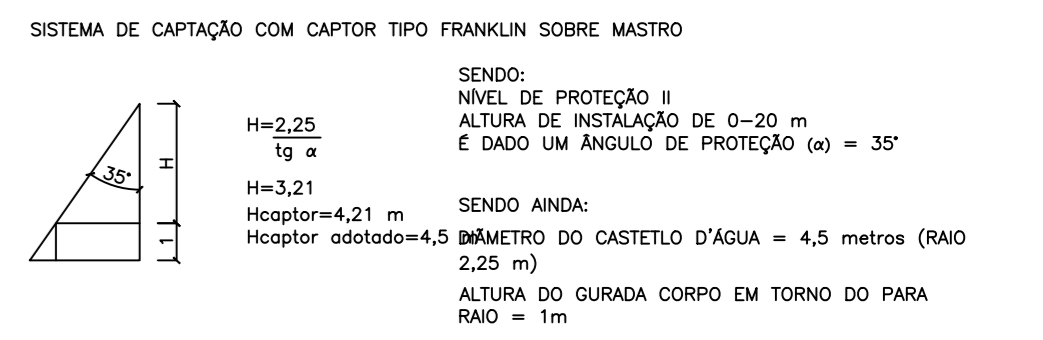 SISTEMA DE CAPTAÇÃO COM CAPTOR TIPO FRANKLIN SOBRE MASTRO
35°
H
1
H=2,25
tg α
H=3,21
Hcaptor=4,21 m
Hcaptor adotado=4,5 m
SENDO:
NÍVEL DE PROTEÇÃO II
ALTURA DE INSTALAÇÃO DE 0-20 m
É DADO UM ÂNGULO DE PROTEÇÃO (α) = 35°
SENDO AINDA:
DIÂMETRO DO CASTETLO D'ÁGUA = 4,5 metros (RAIO
2,25 m)
ALTURA DO GURADA CORPO EM TORNO DO PARA
RAIO = 1m